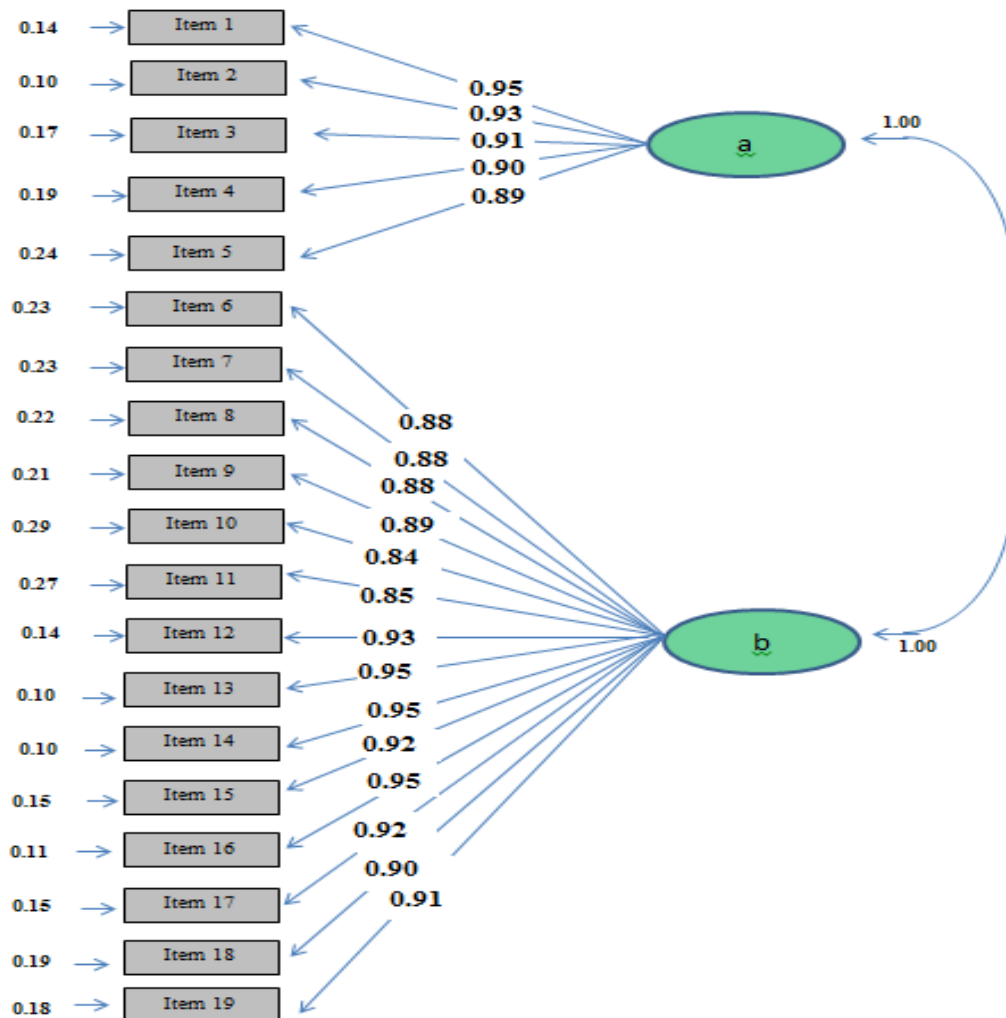 0.14 Item 1
0.10 Item 2
0.95
0.93
0.17 Item 3
0.91
a
1.00
0.90
0.19 Item 4
0.89
0.24 Item 5
0.23 Item 6
0.23 Item 7
0.22 Item 8
0.88
0.88
0.21 Item 9
0.88
0.29 Item 10
0.89
0.84
0.27 Item 11
0.85
0.14 Item 12
0.93
b
1.00
0.95
0.10 Item 13
0.95
0.10 Item 14
0.92
0.15 Item 15
0.95
0.11 Item 16
0.92
0.90
0.15 Item 17
0.91
0.19 Item 18
0.18 Item 19